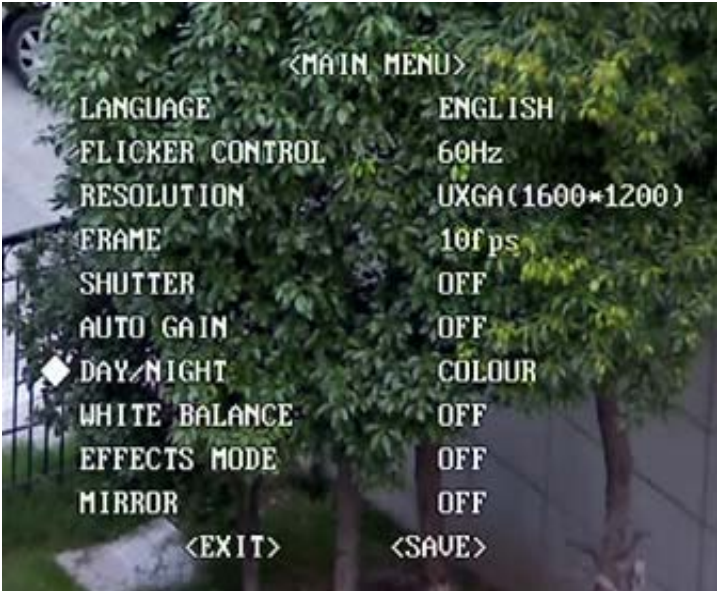 <MAIN MENU>
LANGUAGE ENGLISH
FLICKER CONTROL 60Hz
RESOLUTION UXGA(1600*1200)
FRAME 10fps
SHUTTER OFF
AUTO GAIN OFF
DAY/NIGHT COLOUR
WHITE BALANCE OFF
EFFECTS MODE OFF
MIRROR OFF
<EXIT> <SAVE>